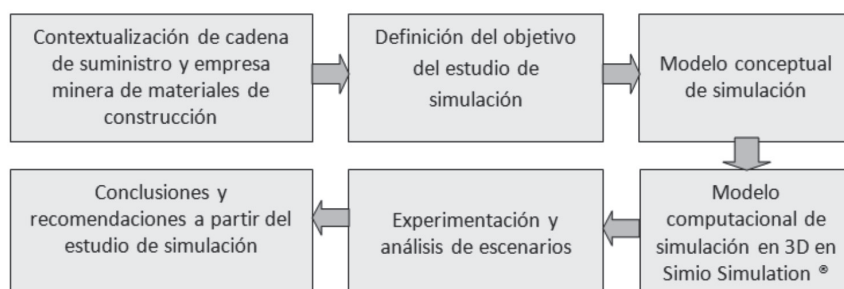 Contextualización de cadena
de suministro y empresa
minera de materiales de
construcción
Definición del objetivo
del estudio de
simulación
Modelo conceptual
de simulación
Modelo
computacional de
simulación en 3D en
Simio Simulation ®
Experimentación y
análisis de escenarios
Conclusiones y
recomendaciones a partir del
estudio de simulación